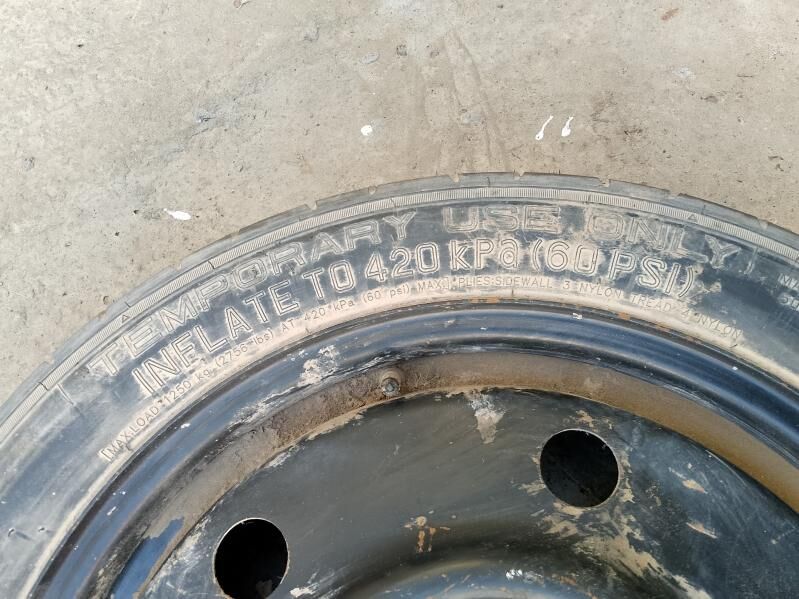 TEMPORARY USE ONLY
INFLATE TO 420 kPa (60 PSI)
[MAX.LOAD 1250 kg (2756 lbs) AT 420 kPa (60 psi) MAX.] PLIES:SIDEWALL 3 NYLON TREAD 4 NYLON